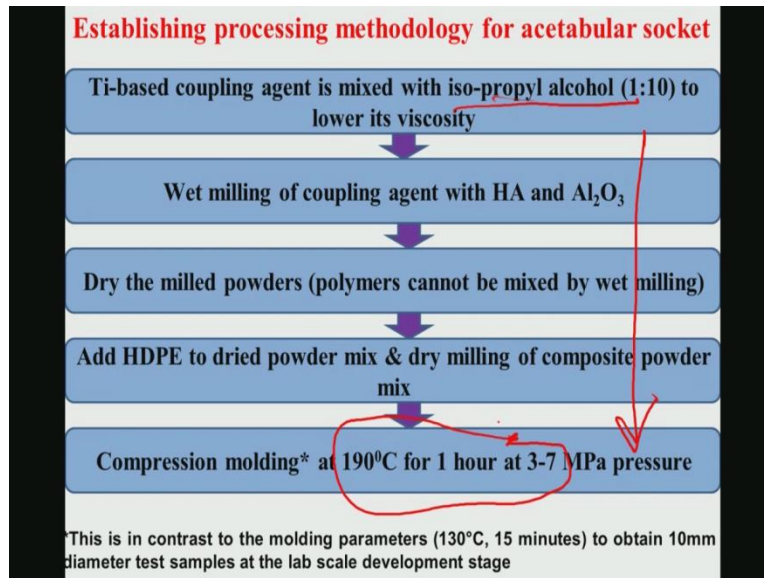 Establishing processing methodology for acetabular socket
Ti-based coupling agent is mixed with iso-propyl alcohol (1:10) to
lower its viscosity
Wet milling of coupling agent with HA and Al₂O₃
Dry the milled powders (polymers cannot be mixed by wet milling)
Add HDPE to dried powder mix & dry milling of composite powder
mix
Compression molding* at 190⁰C for 1 hour at 3-7 MPa pressure
*This is in contrast to the molding parameters (130°C, 15 minutes) to obtain 10mm
diameter test samples at the lab scale development stage